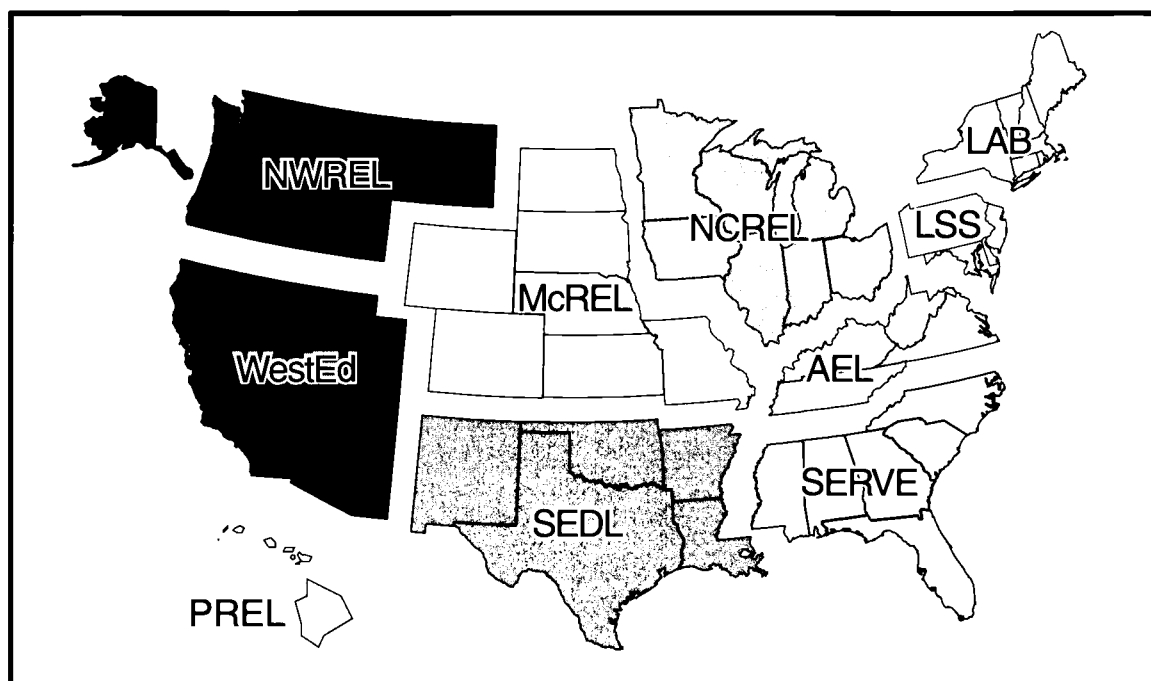 LAB
NWREL
LSS
NCREL
McREL
WestEd
AEL
SERVE
SEDL
PREL